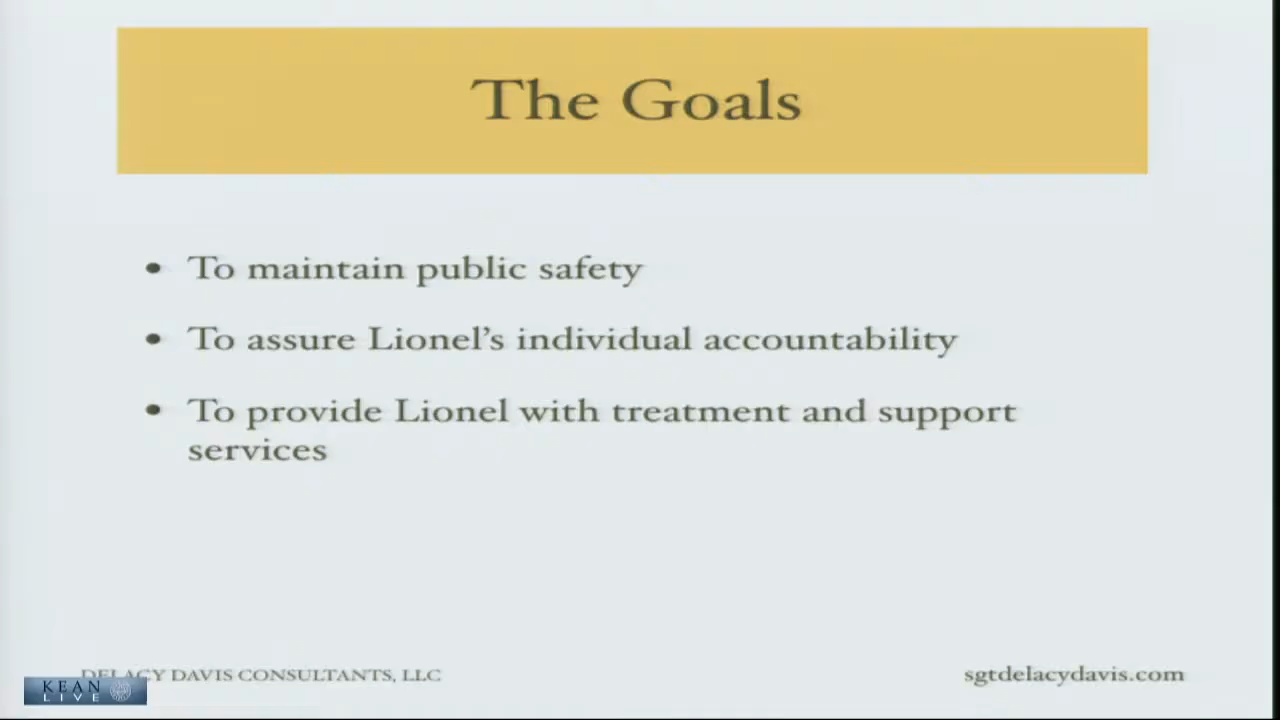 The Goals
• To maintain public safety
• To assure Lionel's individual accountability
• To provide Lionel with treatment and support
services
DELACY DAVIS CONSULTANTS, LLC
sgtdelacydavis.com
KEAN
LIVE